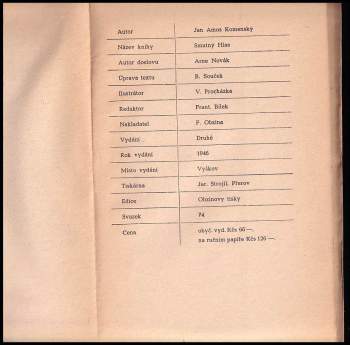 Autor Jan Amos Komenský
Název knihy Smutný Hlas
Autor doslovu Arne Novák
Úprava textu B. Souček
Ilustrátor V. Procházka
Redaktor Frant. Bílek
Nakladatel F. Obzina
Vydání Druhé
Rok vydání 1946
Místo vydání Vyškov
Tiskárna Jar. Strojil, Přerov
Edice Obzinovy tisky
Svazek 74
Cena obyč. vyd. Kčs 66 —,
na ručním papíře Kčs 126 —.